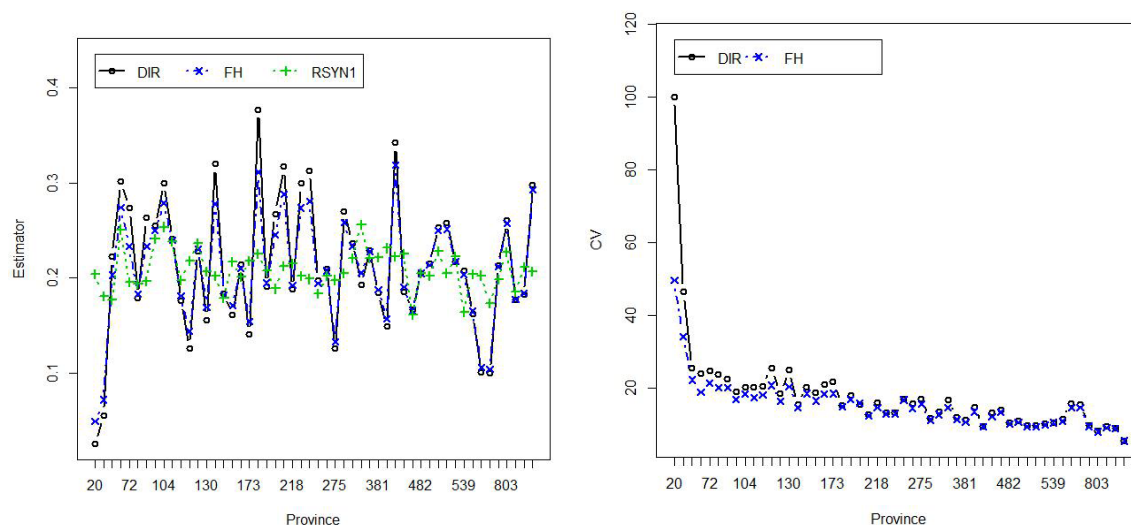 DIR FH RSYN1
0.4
0.3
0.2
0.1
Estimator
20 72 104 130 218 275 381 482 539 803
Province
DIR FH
120
100
80
60
40
20
CV
20 72 104 130 173 218 275 381 482 539 803
Province